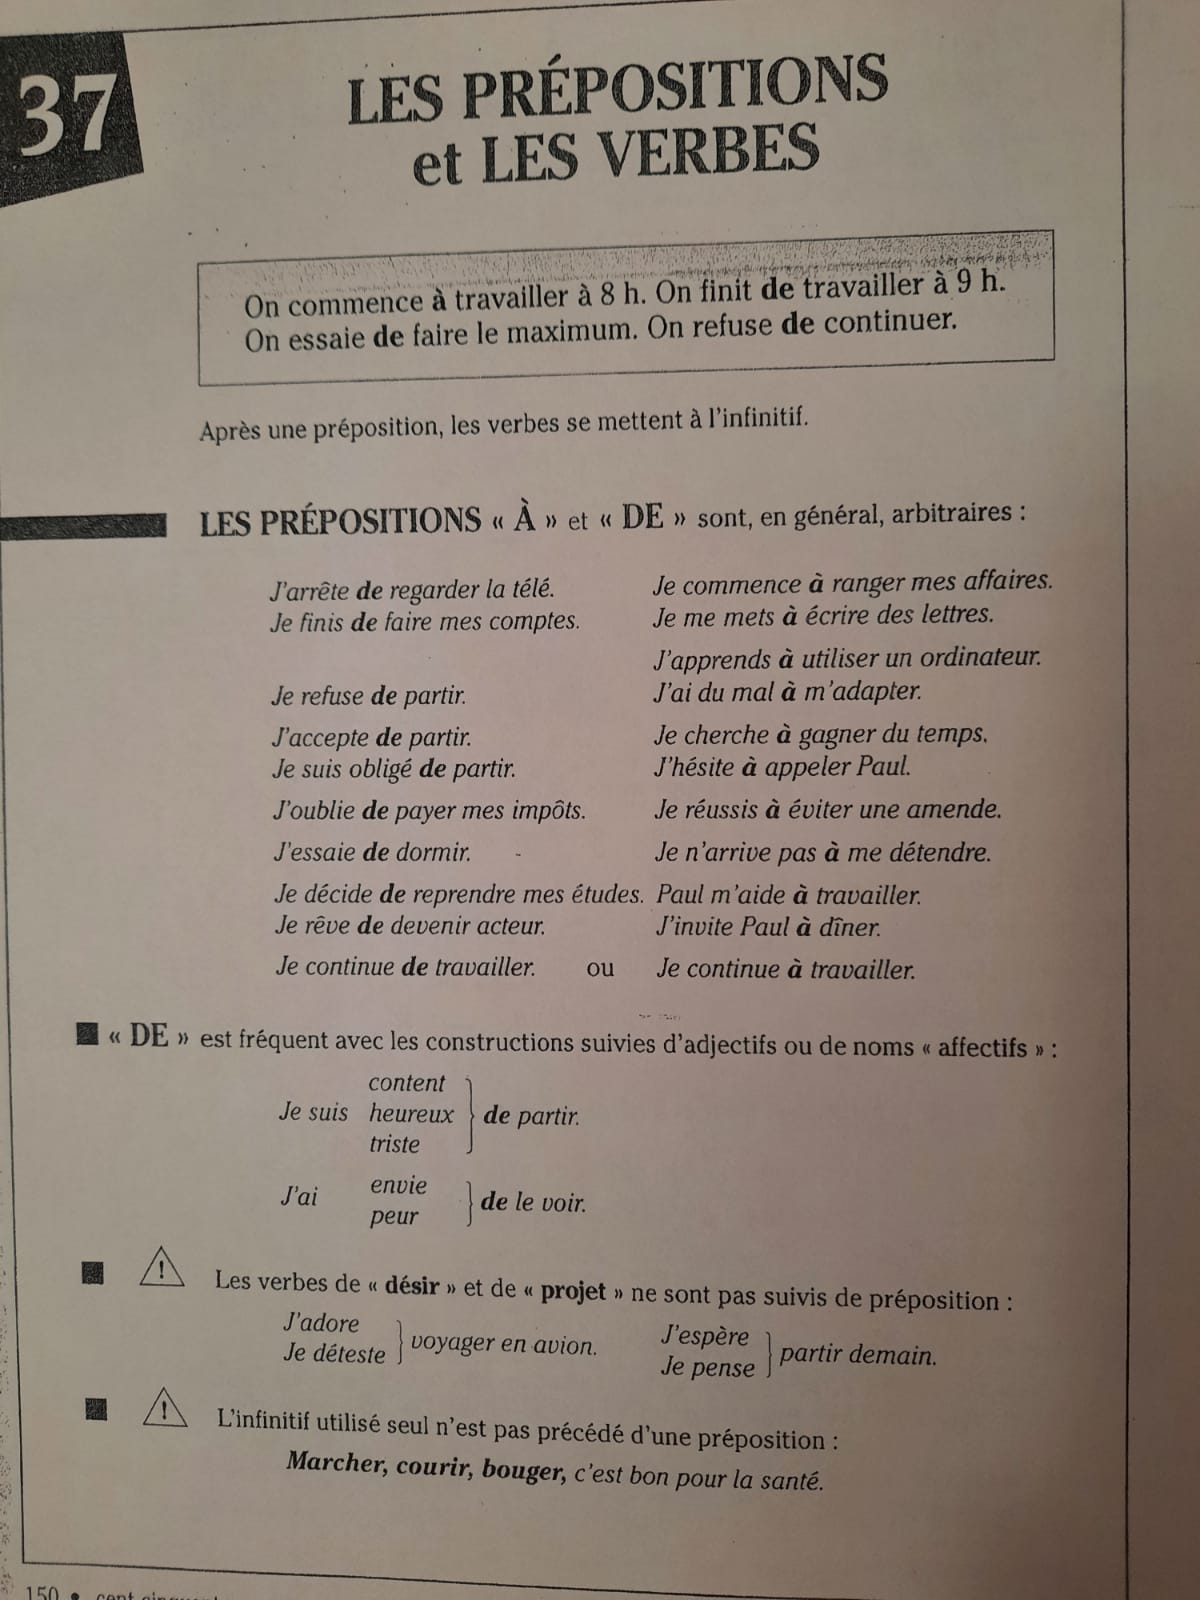 37
LES PRÉPOSITIONS
et LES VERBES
On commence à travailler à 8 h. On finit de travailler à 9 h.
On essaie de faire le maximum. On refuse de continuer.
Après une préposition, les verbes se mettent à l'infinitif.
LES PRÉPOSITIONS « À » et « DE » sont, en général, arbitraires :
J'arrête de regarder la télé. Je commence à ranger mes affaires.
Je finis de faire mes comptes. Je me mets à écrire des lettres.
J'apprends à utiliser un ordinateur.
Je refuse de partir. J'ai du mal à m'adapter.
J'accepte de partir. Je cherche à gagner du temps.
Je suis obligé de partir. J'hésite à appeler Paul.
J'oublie de payer mes impôts. Je réussis à éviter une amende.
J'essaie de dormir. Je n'arrive pas à me détendre.
Je décide de reprendre mes études. Paul m'aide à travailler.
Je rêve de devenir acteur. J'invite Paul à dîner.
Je continue de travailler. ou Je continue à travailler.
« DE » est fréquent avec les constructions suivies d'adjectifs ou de noms « affectifs » :
content
Je suis heureux de partir.
triste
envie
J'ai de le voir.
peur
! Les verbes de « désir » et de « projet » ne sont pas suivis de préposition :
J'adore J'espère
voyager en avion. partir demain.
Je déteste Je pense
! L'infinitif utilisé seul n'est pas précédé d'une préposition :
Marcher, courir, bouger, c'est bon pour la santé.
150 •